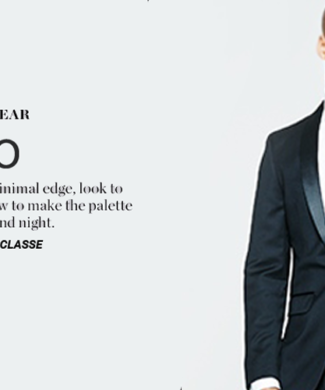 EAR
O
inimal edge, look to
w to make the palette
nd night.
CLASSE